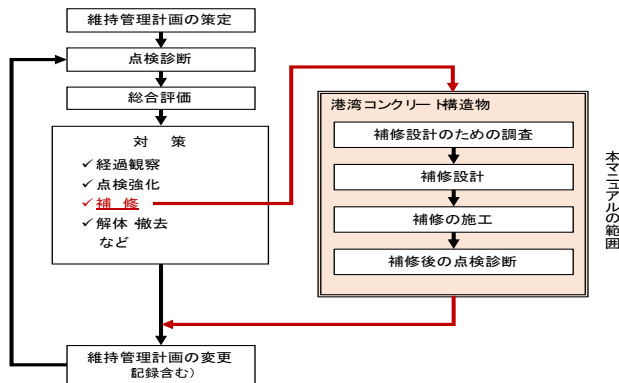 維持管理計画の策定
点検診断
総合評価
対　策
✓経過観察
✓点検強化
✓補 修
✓解体・撤去
など
維持管理計画の変更
記録含む）
港湾コンクリート構造物
補修設計のための調査
補修設計
補修の施工
補修後の点検診断
本マニュアルの範囲